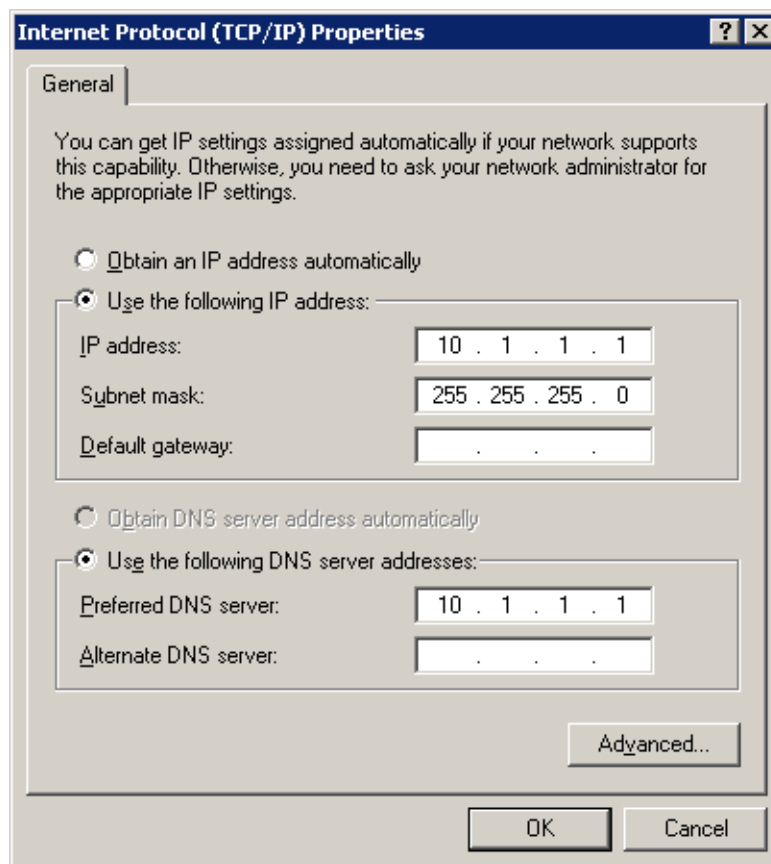 Internet Protocol (TCP/IP) Properties
General
You can get IP settings assigned automatically if your network supports
this capability. Otherwise, you need to ask your network administrator for
the appropriate IP settings.
Obtain an IP address automatically
Use the following IP address:
IP address: 10 . 1 . 1 . 1
Subnet mask: 255 . 255 . 255 . 0
Default gateway: . . .
Obtain DNS server address automatically
Use the following DNS server addresses:
Preferred DNS server: 10 . 1 . 1 . 1
Alternate DNS server: . . .
Advanced...
OK Cancel